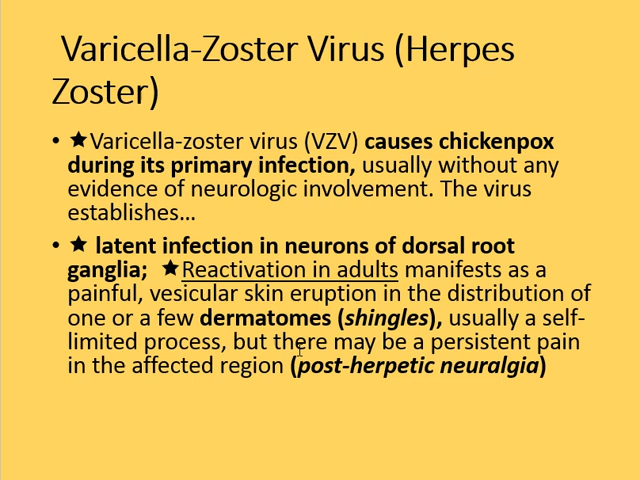 Varicella-Zoster Virus (Herpes
Zoster)
• ★Varicella-zoster virus (VZV) causes chickenpox
during its primary infection, usually without any
evidence of neurologic involvement. The virus
establishes…
• ★ latent infection in neurons of dorsal root
ganglia; ★Reactivation in adults manifests as a
painful, vesicular skin eruption in the distribution of
one or a few dermatomes (shingles), usually a self-
limited process, but there may be a persistent pain
in the affected region (post-herpetic neuralgia)